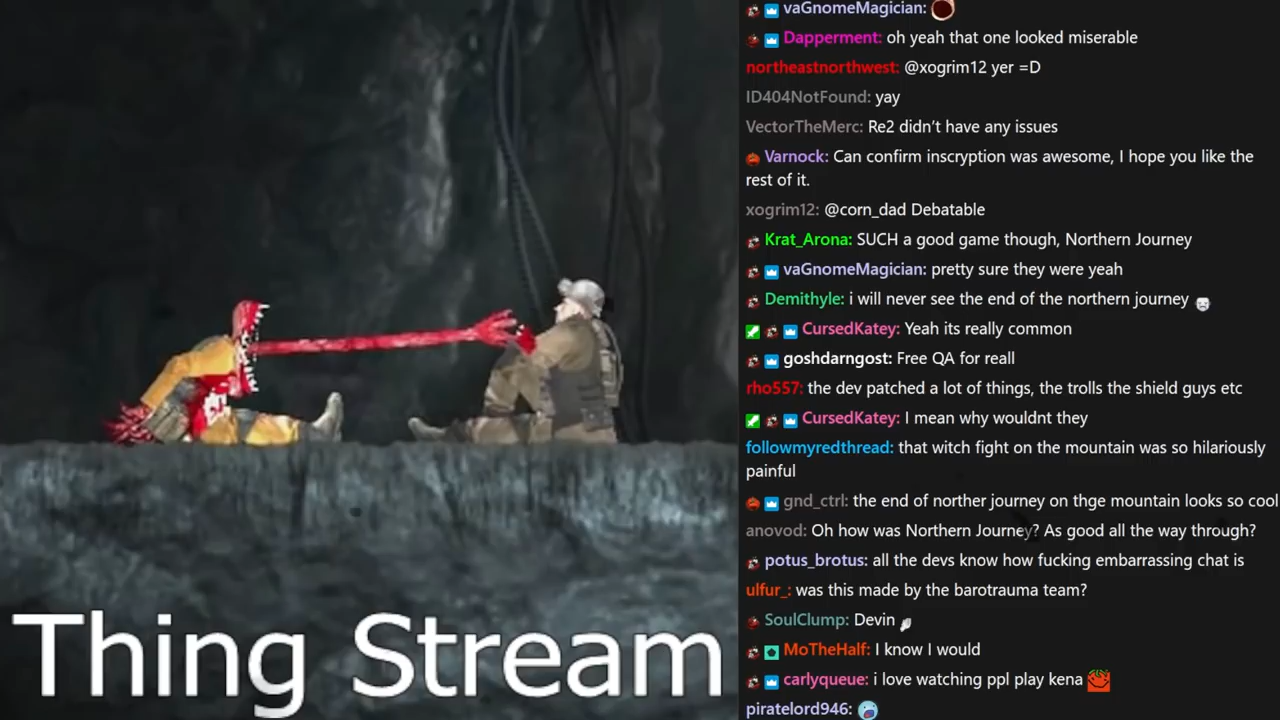 vaGnomeMagician:
Dapperment: oh yeah that one looked miserable
northeastnorthwest: @xogrim12 yer =D
ID404NotFound: yay
VectorTheMerc: Re2 didn’t have any issues
Varnock: Can confirm inscryption was awesome, I hope you like the
rest of it.
xogrim12: @corn_dad Debatable
Krat_Arona: SUCH a good game though, Northern Journey
vaGnomeMagician: pretty sure they were yeah
Demithyle: i will never see the end of the northern journey
CursedKatey: Yeah its really common
goshdarngost: Free QA for reall
rho557: the dev patched a lot of things, the trolls the shield guys etc
CursedKatey: I mean why wouldnt they
followmyredthread: that witch fight on the mountain was so hilariously
painful
gnd_ctrl: the end of norther journey on thge mountain looks so cool
anovod: Oh how was Northern Journey? As good all the way through?
potus_brotus: all the devs know how fucking embarrassing chat is
ulfur_: was this made by the barotrauma team?
SoulClump: Devin
MoTheHalf: I know I would
carlyqueue: i love watching ppl play kena
piratelord946:
Thing Stream